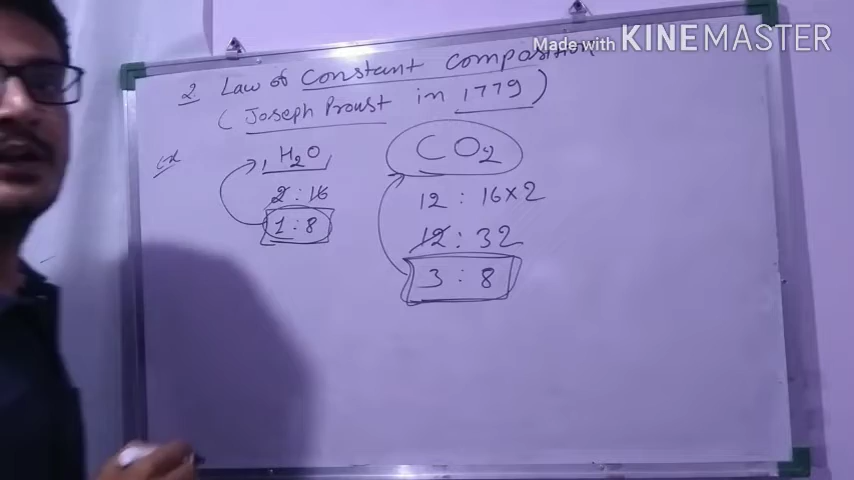 Made with KINEMASTER
2. Law of Constant composition
(Joseph Proust in 1779)
H₂O
2 : 16
1 : 8
CO₂
12 : 16×2
12 : 32
3 : 8